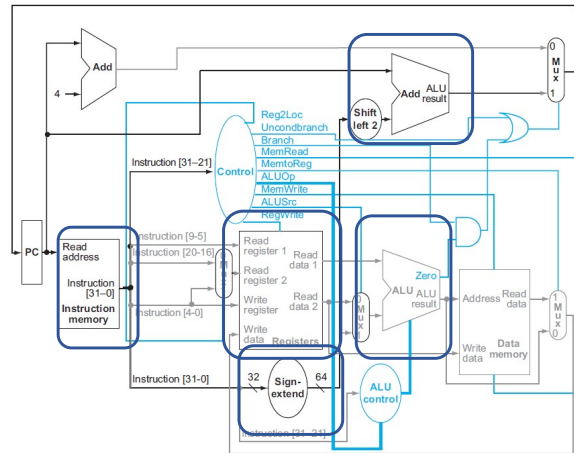 Add
4
PC
Read
address
Instruction
[31–0]
Instruction
memory
Instruction [31–21]
Control
Reg2Loc
Uncondbranch
Branch
MemRead
MemtoReg
ALUOp
MemWrite
ALUSrc
RegWrite
Shift
left 2
Add
ALU
result
0
M
u
x
1
Instruction [9-5]
Instruction [20-16]
Instruction [4-0]
M
u
x
Read
register 1
Read
register 2
Write
register
Write
data
Read
data 1
Read
data 2
Registers
0
M
u
x
1
Zero
ALU
ALU
result
Address
Read
data
Write
data
Data
memory
1
M
u
x
0
Instruction [31-0]
32
Sign-
extend
64
Instruction [31–21]
ALU
control